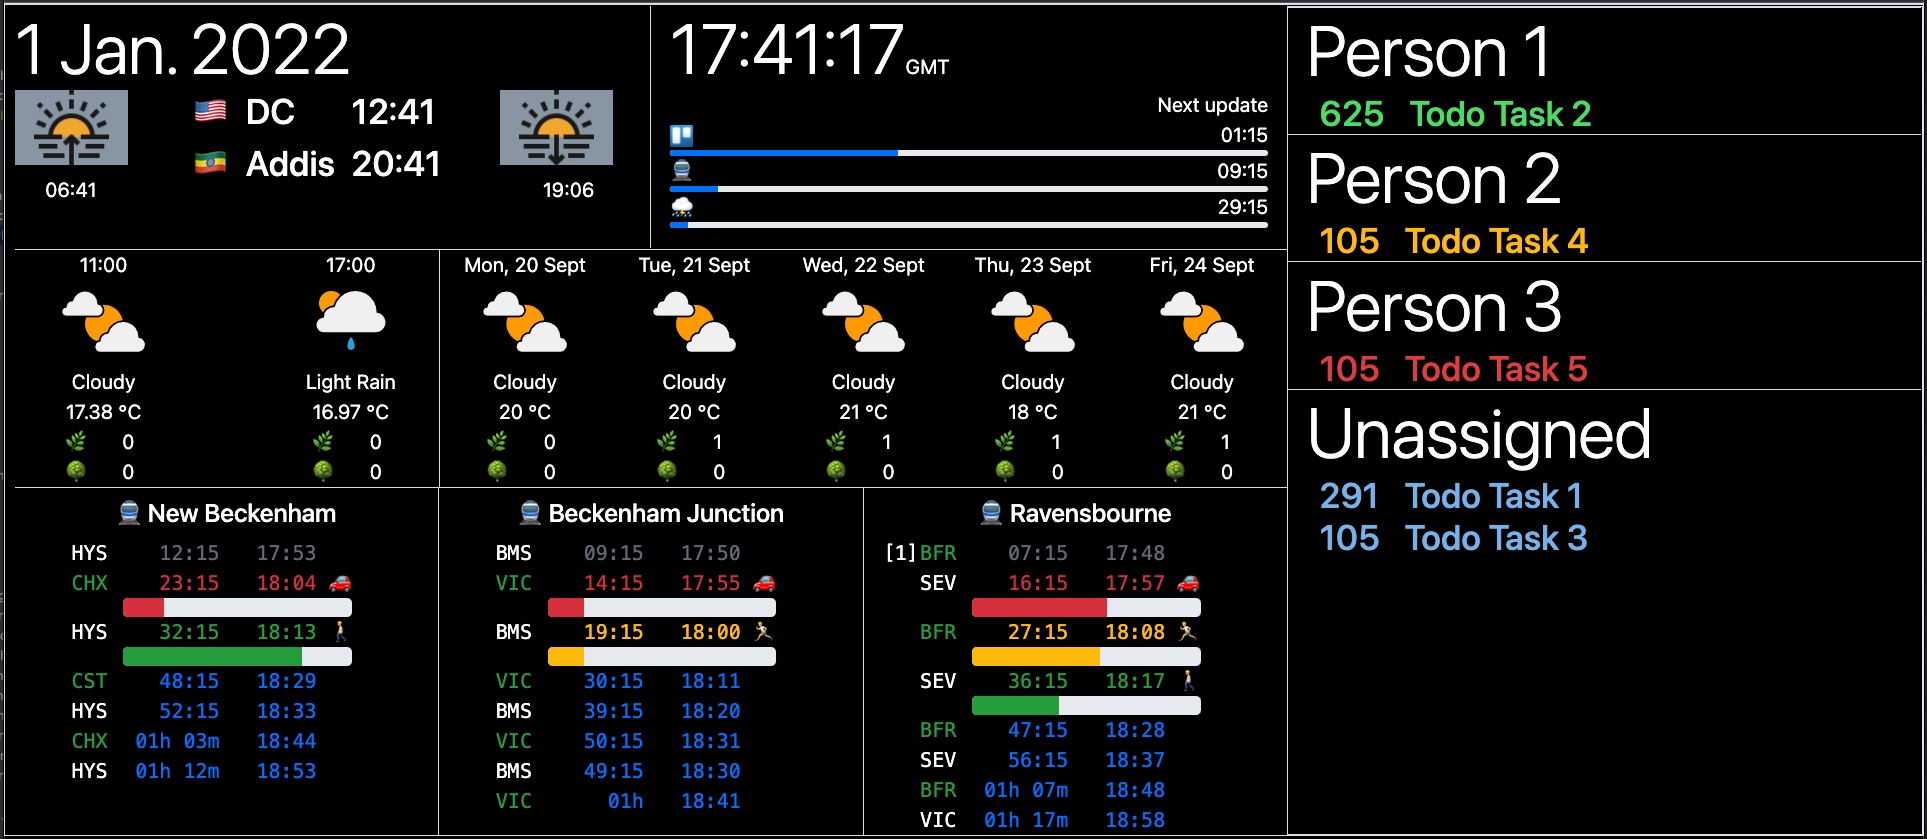 1 Jan. 2022
DC 12:41
Addis 20:41
06:41
19:06
17:41:17 GMT
Next update
01:15
09:15
29:15
11:00 17:00
Cloudy Light Rain
17.38 °C 16.97 °C
0 0
0 0
Mon, 20 Sept Tue, 21 Sept Wed, 22 Sept Thu, 23 Sept Fri, 24 Sept
Cloudy Cloudy Cloudy Cloudy Cloudy
20 °C 20 °C 21 °C 18 °C 21 °C
0 1 1 1 1
0 0 0 0 0
New Beckenham
HYS 12:15 17:53
CHX 23:15 18:04
HYS 32:15 18:13
CST 48:15 18:29
HYS 52:15 18:33
CHX 01h 03m 18:44
HYS 01h 12m 18:53
Beckenham Junction
BMS 09:15 17:50
VIC 14:15 17:55
BMS 19:15 18:00
VIC 30:15 18:11
BMS 39:15 18:20
VIC 50:15 18:31
BMS 49:15 18:30
VIC 01h 18:41
Ravensbourne
[1] BFR 07:15 17:48
SEV 16:15 17:57
BFR 27:15 18:08
SEV 36:15 18:17
BFR 47:15 18:28
SEV 56:15 18:37
BFR 01h 07m 18:48
VIC 01h 17m 18:58
Person 1
625 Todo Task 2
Person 2
105 Todo Task 4
Person 3
105 Todo Task 5
Unassigned
291 Todo Task 1
105 Todo Task 3